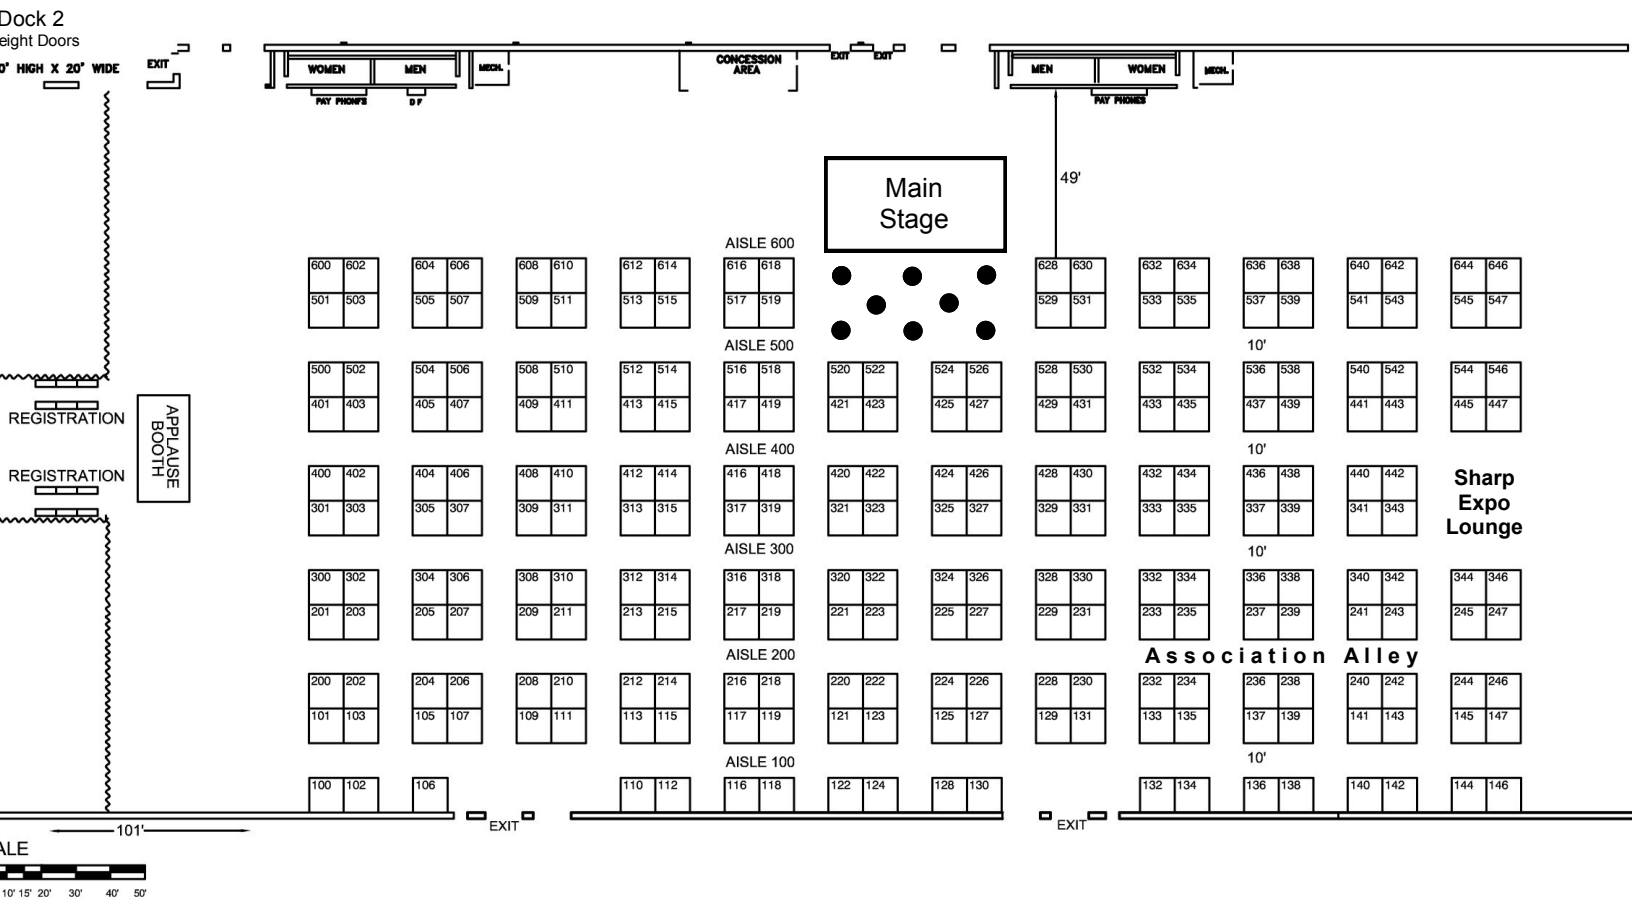 Dock 2
eight Doors
0' HIGH X 20' WIDE
EXIT
WOMEN MEN MECH.
PAY PHONES D F
CONCESSION
AREA
EXIT EXIT
MEN WOMEN MECH.
PAY PHONES
49'
Main
Stage
AISLE 600
600 602 604 606 608 610 612 614 616 618 628 630 632 634 636 638 640 642 644 646
501 503 505 507 509 511 513 515 517 519 529 531 533 535 537 539 541 543 545 547
AISLE 500 10'
500 502 504 506 508 510 512 514 516 518 520 522 524 526 528 530 532 534 536 538 540 542 544 546
401 403 405 407 409 411 413 415 417 419 421 423 425 427 429 431 433 435 437 439 441 443 445 447
REGISTRATION
APPLAUSE
BOOTH
REGISTRATION
AISLE 400 10'
400 402 404 406 408 410 412 414 416 418 420 422 424 426 428 430 432 434 436 438 440 442
301 303 305 307 309 311 313 315 317 319 321 323 325 327 329 331 333 335 337 339 341 343
Sharp
Expo
Lounge
AISLE 300 10'
300 302 304 306 308 310 312 314 316 318 320 322 324 326 328 330 332 334 336 338 340 342 344 346
201 203 205 207 209 211 213 215 217 219 221 223 225 227 229 231 233 235 237 239 241 243 245 247
AISLE 200 Association Alley
200 202 204 206 208 210 212 214 216 218 220 222 224 226 228 230 232 234 236 238 240 242 244 246
101 103 105 107 109 111 113 115 117 119 121 123 125 127 129 131 133 135 137 139 141 143 145 147
AISLE 100 10'
100 102 106 110 112 116 118 122 124 128 130 132 134 136 138 140 142 144 146
101' EXIT EXIT
ALE
10' 15' 20' 30' 40' 50'